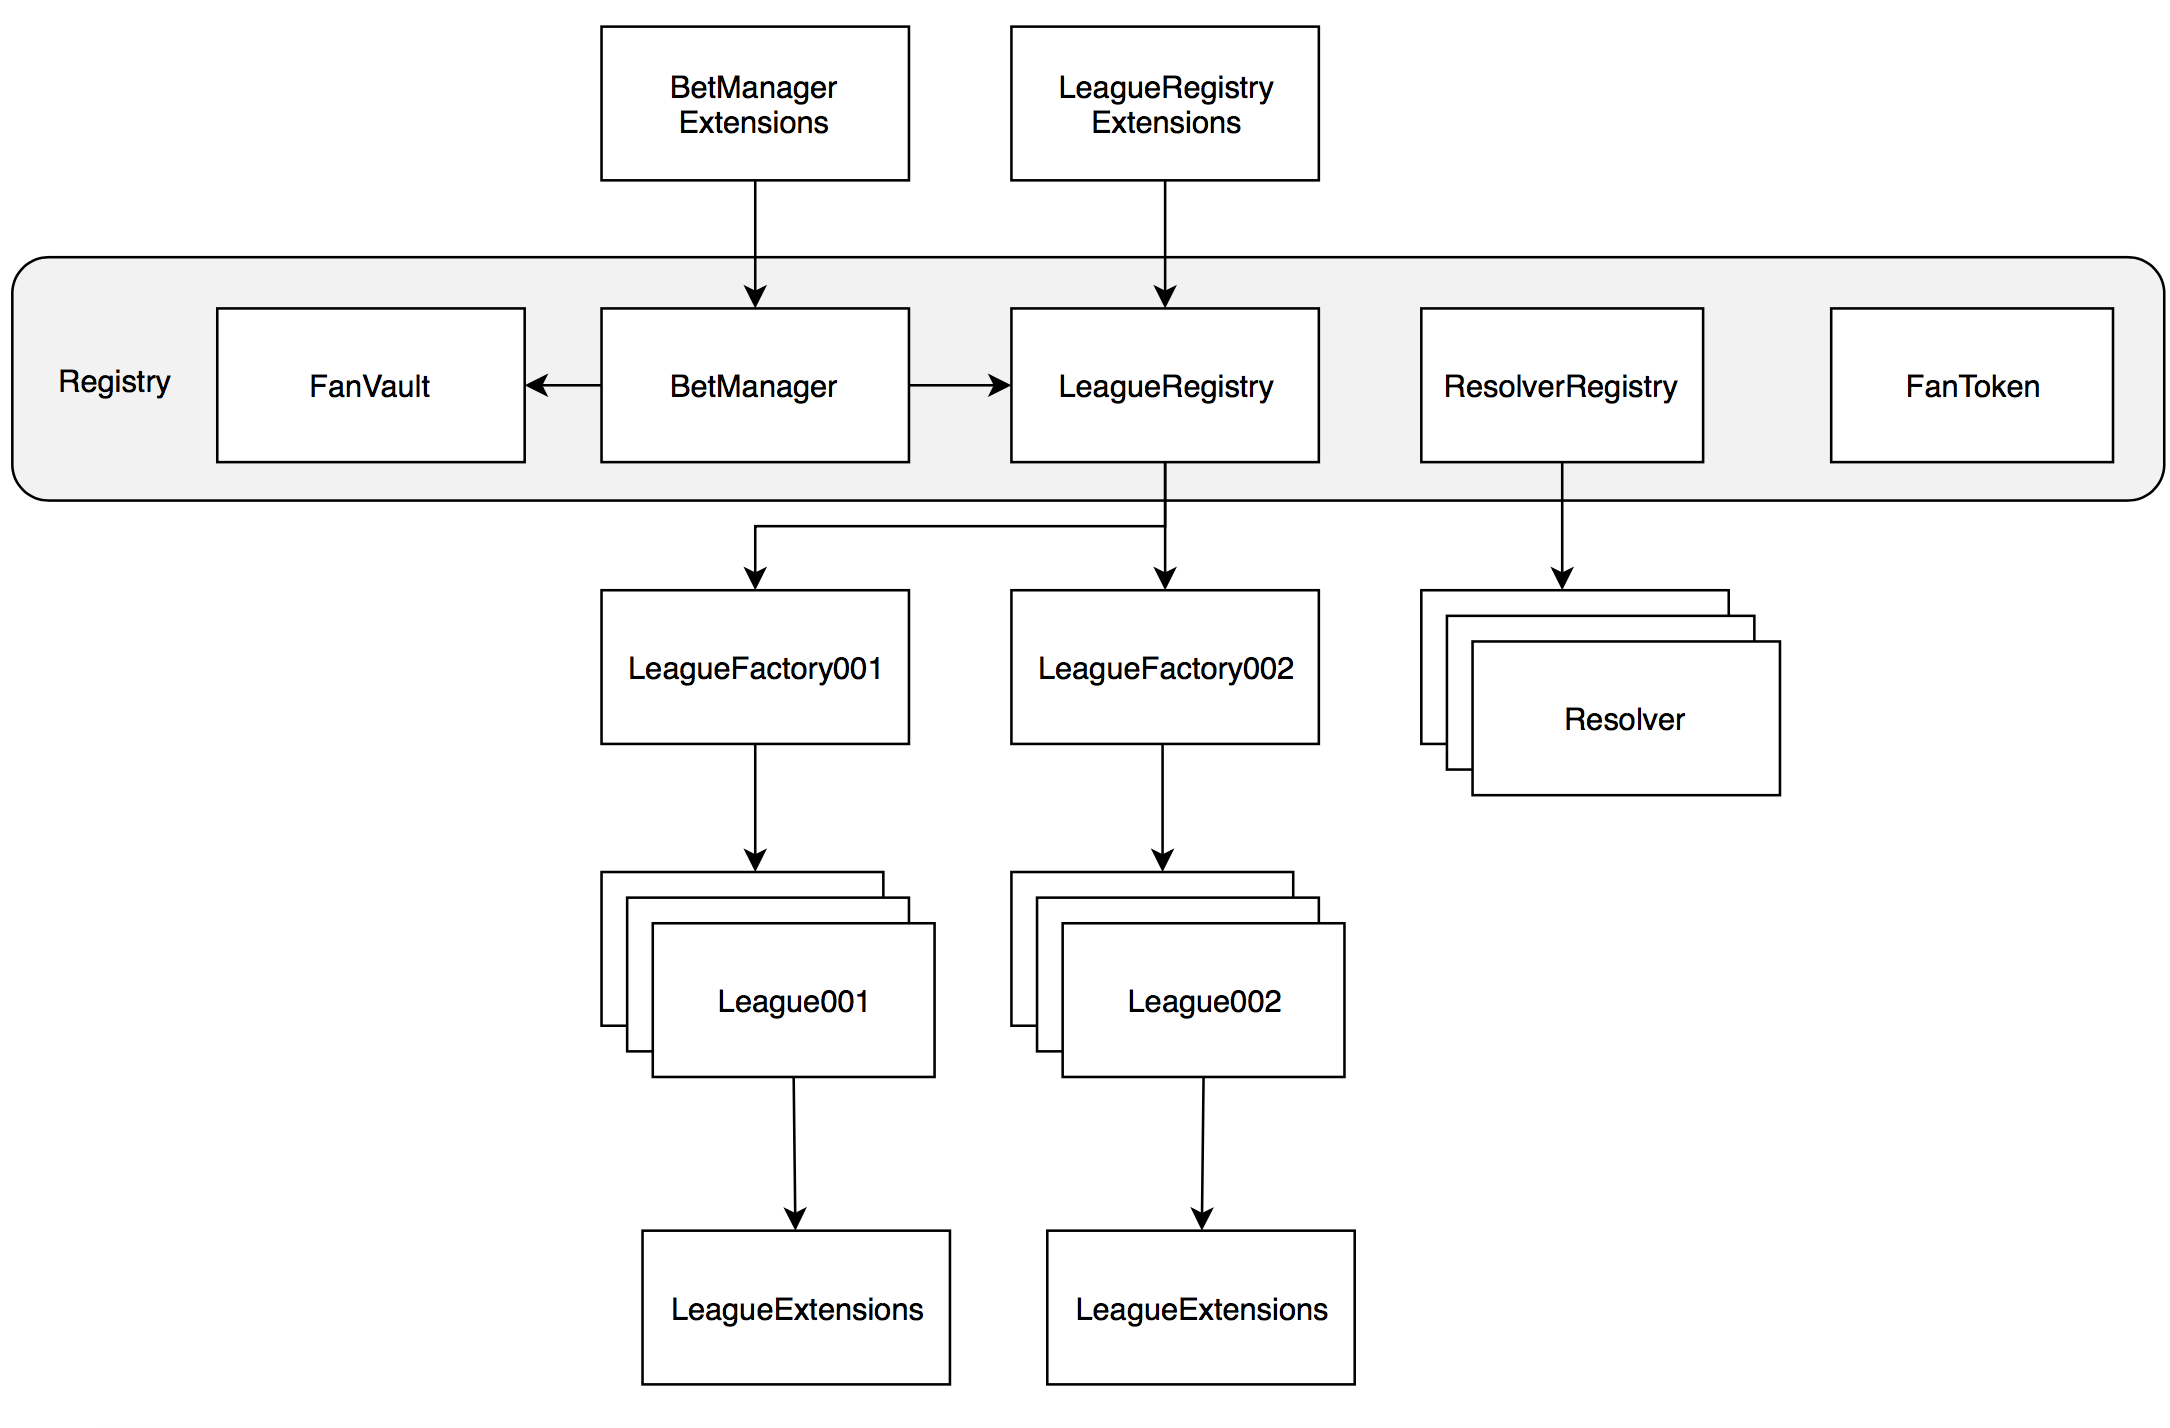 BetManager
Extensions
LeagueRegistry
Extensions
Registry
FanVault
BetManager
LeagueRegistry
ResolverRegistry
FanToken
LeagueFactory001
LeagueFactory002
Resolver
League001
League002
LeagueExtensions
LeagueExtensions